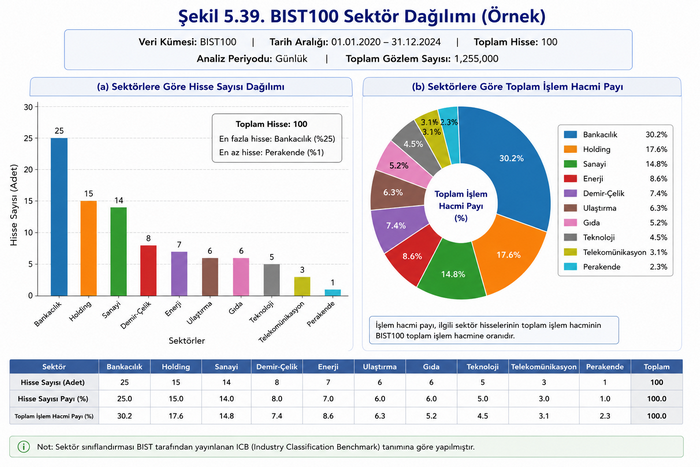 Şekil 5.39. BIST100 Sektör Dağılımı (Örnek)
Veri Kümesi: BIST100 | Tarih Aralığı: 01.01.2020 – 31.12.2024 | Toplam Hisse: 100
Analiz Periyodu: Günlük | Toplam Gözlem Sayısı: 1,255,000
(a) Sektörlere Göre Hisse Sayısı Dağılımı
Hisse Sayısı (Adet)
30
25
20
15
10
5
0
25
15
14
8
7
6
6
5
3
1
Toplam Hisse: 100
En fazla hisse: Bankacılık (%25)
En az hisse: Perakende (%1)
Bankacılık
Holding
Sanayi
Demir-Çelik
Enerji
Ulaştırma
Gıda
Teknoloji
Telekomünikasyon
Perakende
Sektörler
(b) Sektörlere Göre Toplam İşlem Hacmi Payı
30.2%
17.6%
14.8%
8.6%
7.4%
6.3%
5.2%
4.5%
3.1%
3.1%
2.3%
Toplam İşlem
Hacmi Payı
(%)
Bankacılık 30.2%
Holding 17.6%
Sanayi 14.8%
Enerji 8.6%
Demir-Çelik 7.4%
Ulaştırma 6.3%
Gıda 5.2%
Teknoloji 4.5%
Telekomünikasyon 3.1%
Perakende 2.3%
İşlem hacmi payı, ilgili sektör hisselerinin toplam işlem hacminin
BIST100 toplam işlem hacmine oranıdır.
Sektör Bankacılık Holding Sanayi Demir-Çelik Enerji Ulaştırma Gıda Teknoloji Telekomünikasyon Perakende Toplam
Hisse Sayısı (Adet) 25 15 14 8 7 6 6 5 3 1 100
Hisse Sayısı Payı (%) 25.0 15.0 14.0 8.0 7.0 6.0 6.0 5.0 3.0 1.0 100.0
Toplam İşlem Hacmi Payı (%) 30.2 17.6 14.8 7.4 8.6 6.3 5.2 4.5 3.1 2.3 100.0
Not: Sektör sınıflandırması BIST tarafından yayınlanan ICB (Industry Classification Benchmark) tanımına göre yapılmıştır.